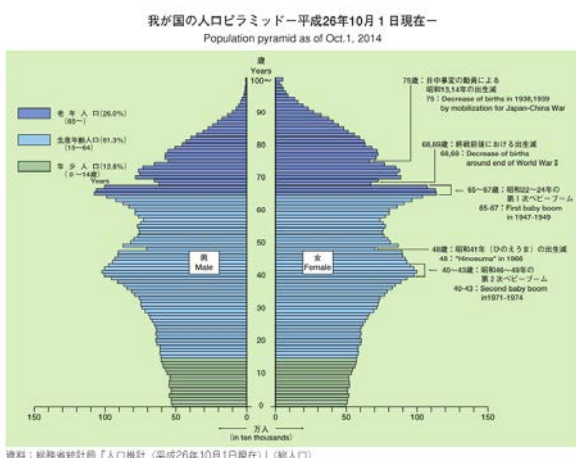 我が国の人口ピラミッドー平成26年10月1日現在ー
Population pyramid as of Oct.1, 2014
歳
Years
100~
90
80
70
60
50
40
30
20
10
0
老年人口(26.0%)
(65~)
生産年齢人口(61.3%)
(15~64)
年少人口(12.8%)
(0~14歳)
Years
男
Male
女
Female
75歳：日中事変の動員による
昭和13,14年の出生減
75 : Decrease of births in 1938,1939
by mobilization for Japan-China War
68,69歳：終戦前後における出生減
68,69 : Decrease of births
around end of World War Ⅱ
65~67歳：昭和22~24年の
第1次ベビーブーム
65-67 : First baby boom
in 1947-1949
48歳：昭和41年（ひのえうま）の出生減
48 : "Hinoeuma" in 1966
40~43歳：昭和46~49年の
第2次ベビーブーム
40-43 : Second baby boom
in1971-1974
150 100 50 0 0 50 100 150
万人
(in ten thousands)
資料：総務省統計局「人口推計（平成26年10月1日現在）」（総人口）